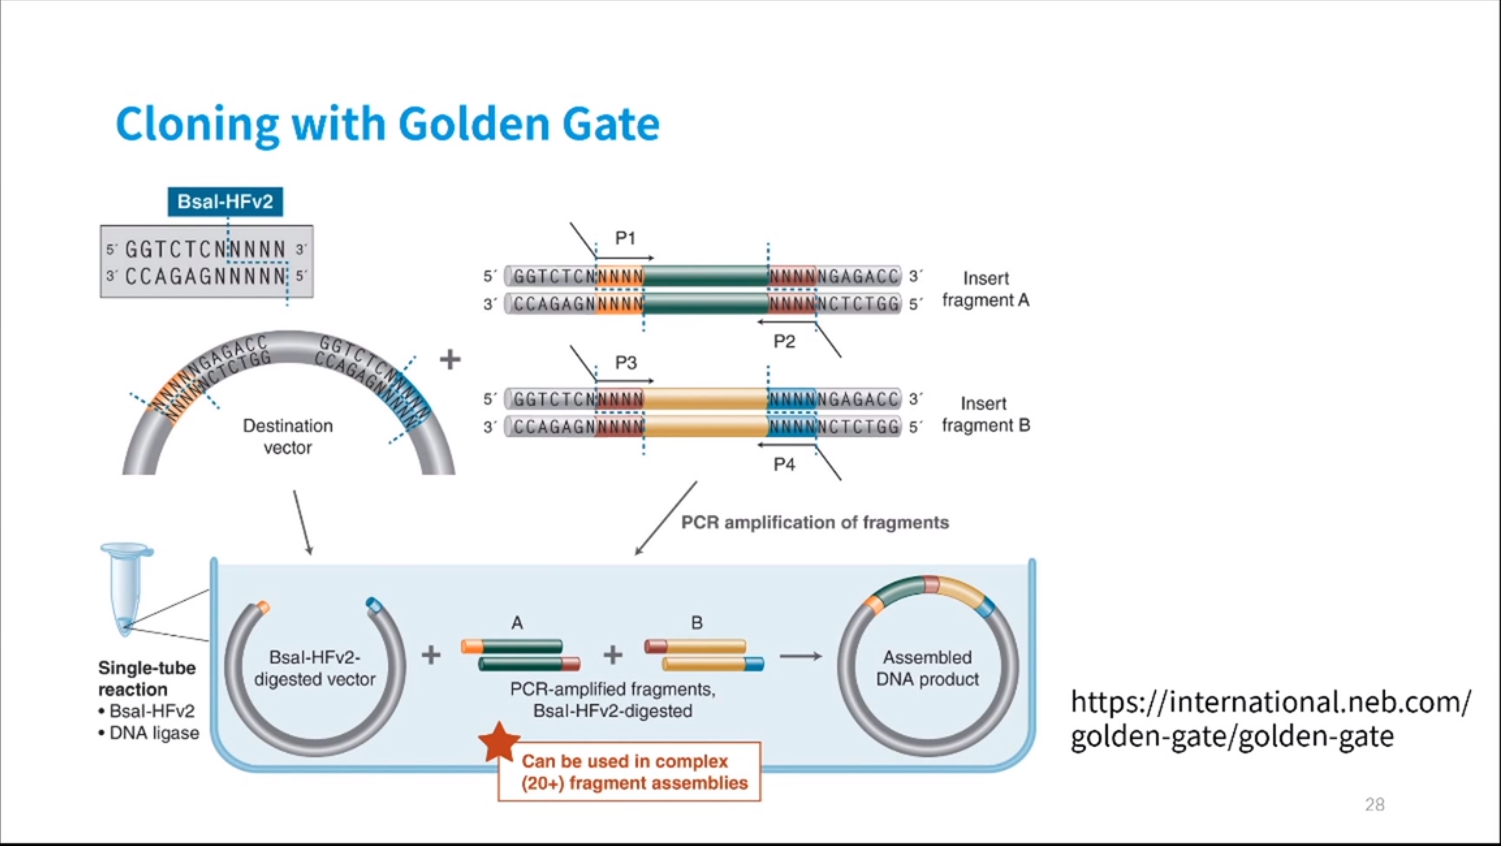 Cloning with Golden Gate
BsaI-HFv2
5´ GGTCTCNNNNN 3´
3´ CCAGAGNNNNN 5´
P1
5´ GGTCTCNNNNN NNNNNGAGACC 3´
3´ CCAGAGNNNNN NNNNNCTCTGG 5´
P2
Insert
fragment A
NNNNNGAGACC
NNNNNCTCTGG
GGTCTCNNNNN
CCAGAGNNNNN
+
Destination
vector
P3
5´ GGTCTCNNNNN NNNNNGAGACC 3´
3´ CCAGAGNNNNN NNNNNCTCTGG 5´
P4
Insert
fragment B
PCR amplification of fragments
Single-tube
reaction
• BsaI-HFv2
• DNA ligase
BsaI-HFv2-
digested vector
+
A
+
B
PCR-amplified fragments,
BsaI-HFv2-digested
Assembled
DNA product
Can be used in complex
(20+) fragment assemblies
https://international.neb.com/
golden-gate/golden-gate
28